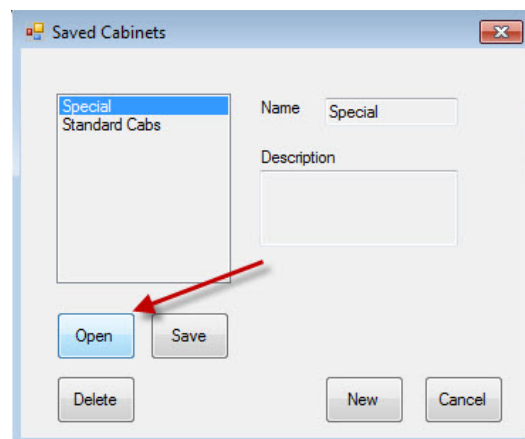 Saved Cabinets
Special
Standard Cabs
Name
Special
Description
Open
Save
Delete
New
Cancel